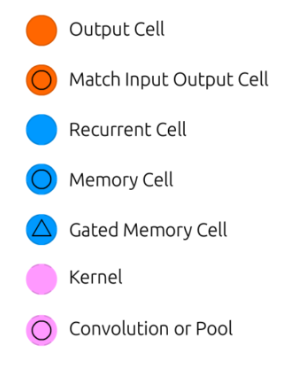 Output Cell
Match Input Output Cell
Recurrent Cell
Memory Cell
Gated Memory Cell
Kernel
Convolution or Pool